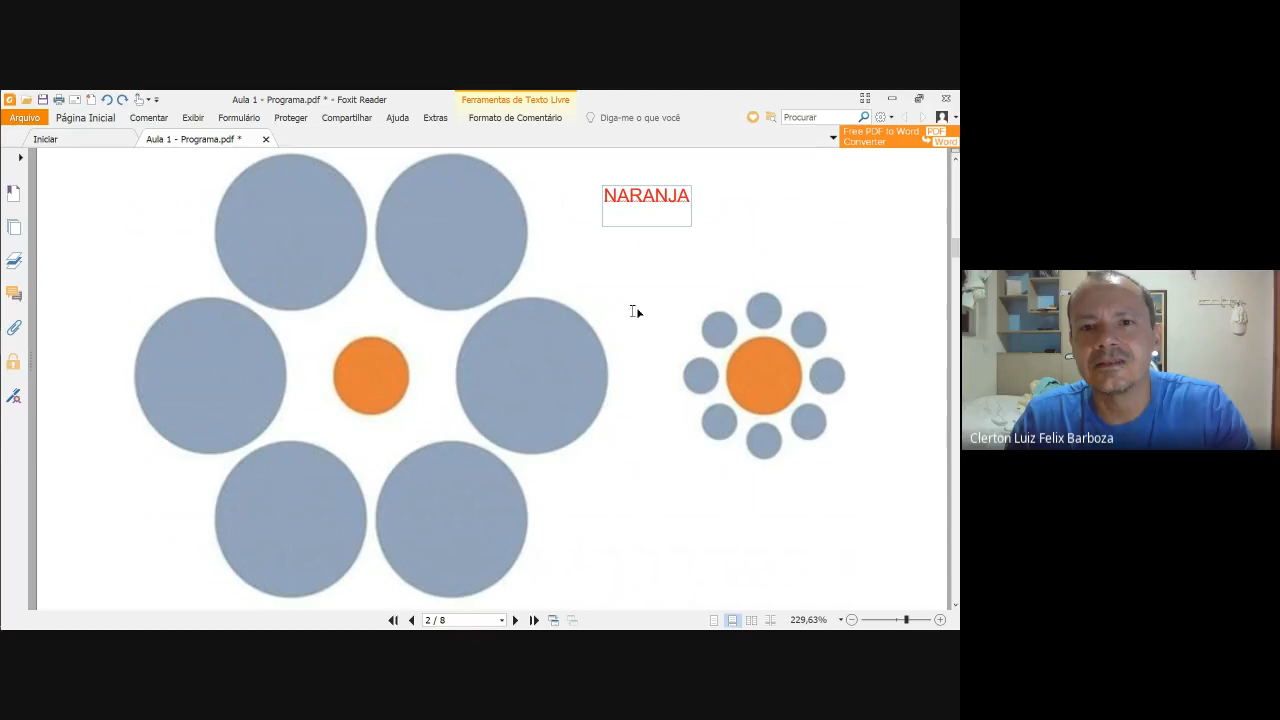 Aula 1 - Programa.pdf * - Foxit Reader
Ferramentas de Texto Livre
Arquivo
Página Inicial
Comentar
Exibir
Formulário
Proteger
Compartilhar
Ajuda
Extras
Formato de Comentário
Diga-me o que você
Procurar
Iniciar
Aula 1 - Programa.pdf *
Free PDF to Word
Converter
PDF
Word
NARANJA
Clerton Luiz Felix Barboza
2 / 8
229,63%